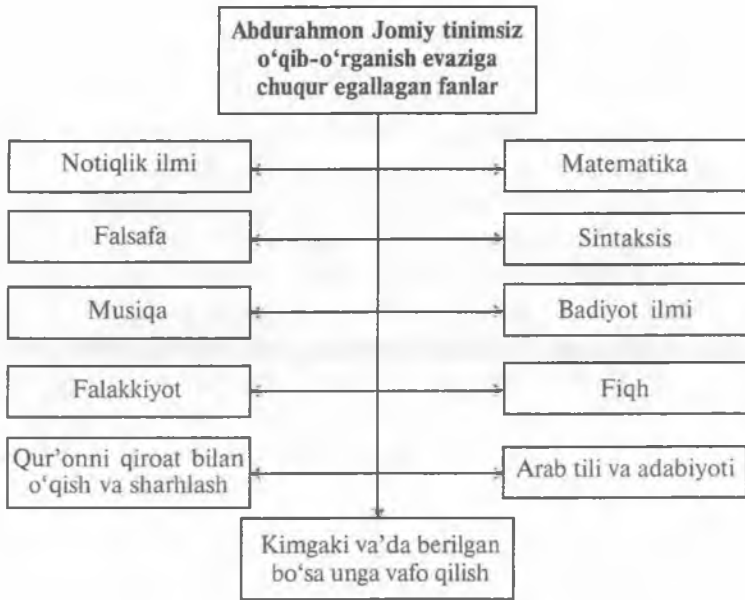 Abdurahmon Jomiy tinimsiz
o‘qib-o‘rganish evaziga
chuqur egallagan fanlar
Notiqlik ilmi
Matematika
Falsafa
Sintaksis
Musiqa
Badiyot ilmi
Falakkiyot
Fiqh
Qur’onni qiroat bilan
o‘qish va sharhlash
Arab tili va adabiyoti
Kimgaki va’da berilgan
bo‘sa unga vafo qilish